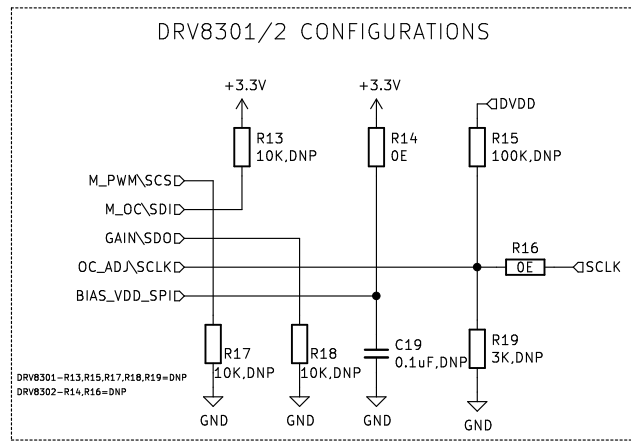 DRV8301/2 CONFIGURATIONS
+3.3V
+3.3V
DVDD
R13
10K,DNP
R14
0E
R15
100K,DNP
M_PWM\SCS
M_OC\SDI
GAIN\SDO
OC_ADJ\SCLK
BIAS_VDD_SPI
R16
0E
SCLK
R17
10K,DNP
R18
10K,DNP
C19
0.1uF,DNP
R19
3K,DNP
DRV8301-R13,R15,R17,R18,R19=DNP
DRV8302-R14,R16=DNP
GND
GND
GND
GND